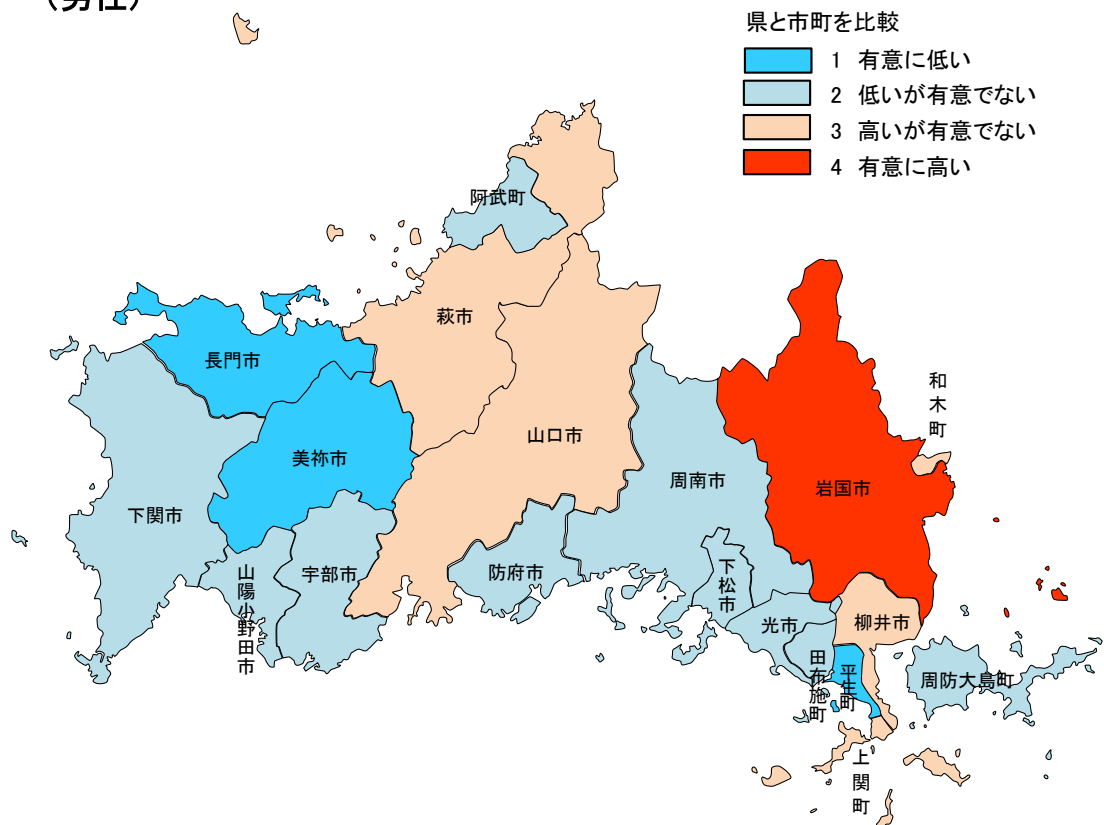 （男性）
県と市町を比較
1 有意に低い
2 低いが有意でない
3 高いが有意でない
4 有意に高い
阿武町
萩市
長門市
和木町
山口市
美祢市
周南市
岩国市
下関市
宇部市
防府市
下松市
山陽小野田市
光市
柳井市
田布施町
平生町
周防大島町
上関町